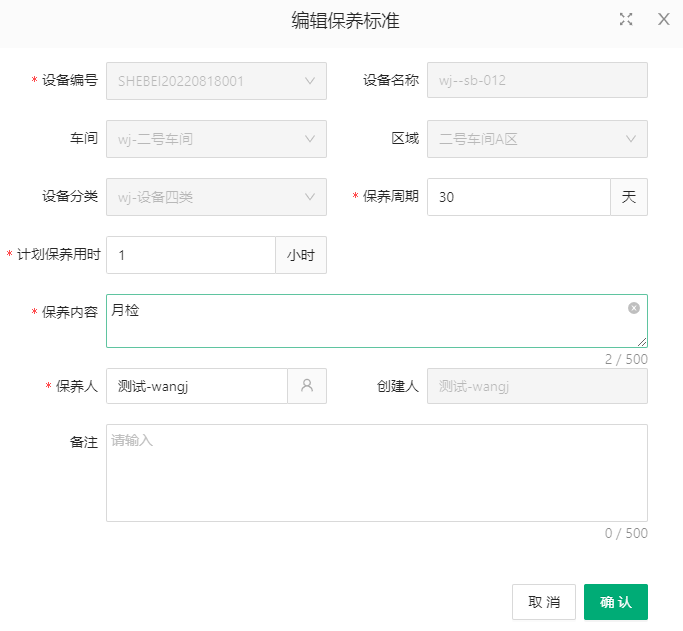 编辑保养标准
* 设备编号 SHEBEI20220818001 设备名称 wj--sb-012
车间 wj-二号车间 区域 二号车间A区
设备分类 wj-设备四类 * 保养周期 30 天
* 计划保养用时 1 小时
* 保养内容 月检
2 / 500
* 保养人 测试-wangj 创建人 测试-wangj
备注 请输入
0 / 500
取 消 确 认